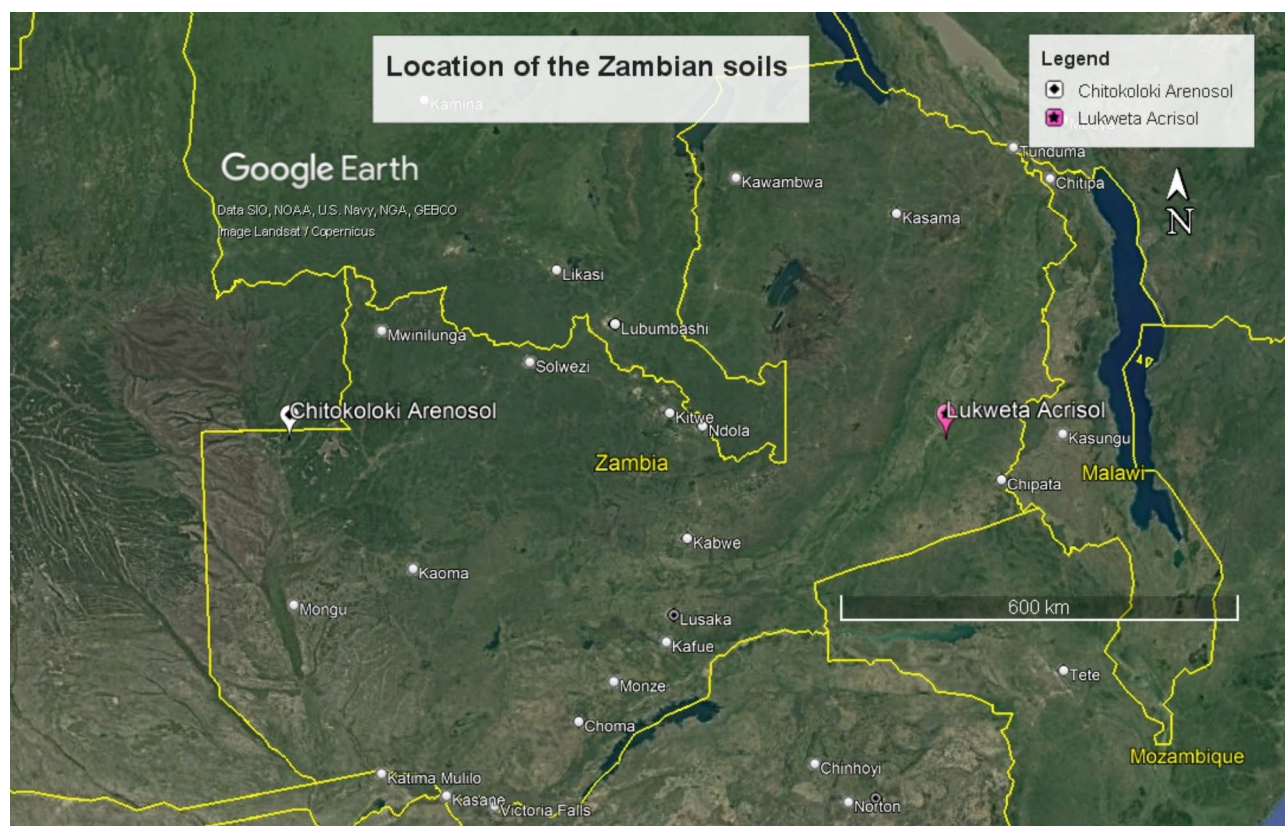 Location of the Zambian soils
Legend
Chitokoloki Arenosol
Lukweta Acrisol
Kamina
Mbeya
Tunduma
Google Earth
Kawambwa
Chitipa
N
Data SIO, NOAA, U.S. Navy, NGA, GEBCO
Image Landsat / Copernicus
Kasama
Likasi
Mwinilunga
Lubumbashi
Solwezi
Chitokoloki Arenosol
Kitwe
Lukweta Acrisol
Ndola
Kasungu
Zambia
Malawi
Chipata
Kabwe
Kaoma
Mongu
600 km
Lusaka
Kafue
Monze
Tete
Choma
Mozambique
Katima Mulilo
Chinhoyi
Kasane
Victoria Falls
Norton